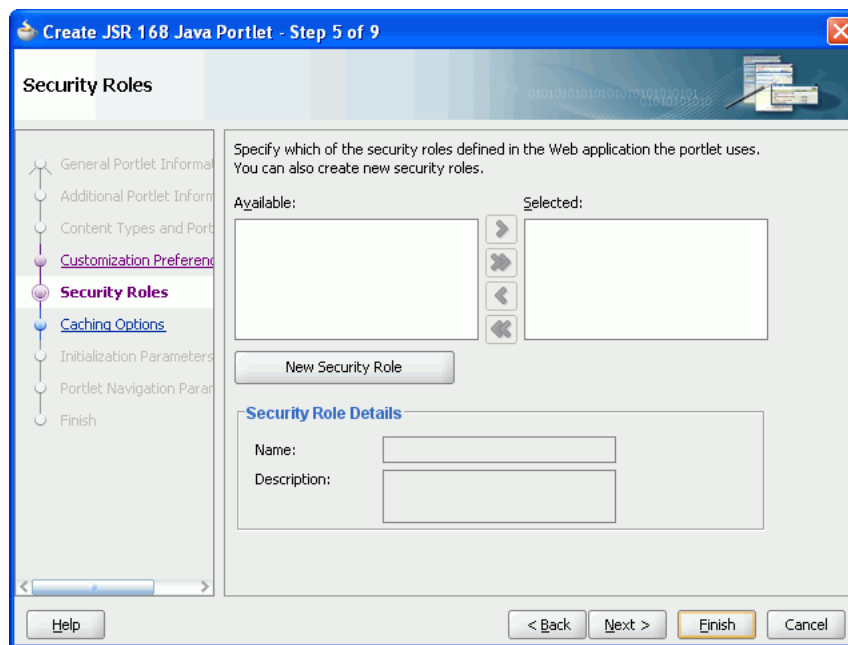 Create JSR 168 Java Portlet - Step 5 of 9
Security Roles
010101010101010101010101
01010101010
General Portlet Informa
Additional Portlet Inform
Content Types and Port
Customization Preferenc
Security Roles
Caching Options
Initialization Parameters
Portlet Navigation Parar
Finish
Specify which of the security roles defined in the Web application the portlet uses.
You can also create new security roles.
Available:
Selected:
New Security Role
Security Role Details
Name:
Description:
Help
< Back
Next >
Finish
Cancel